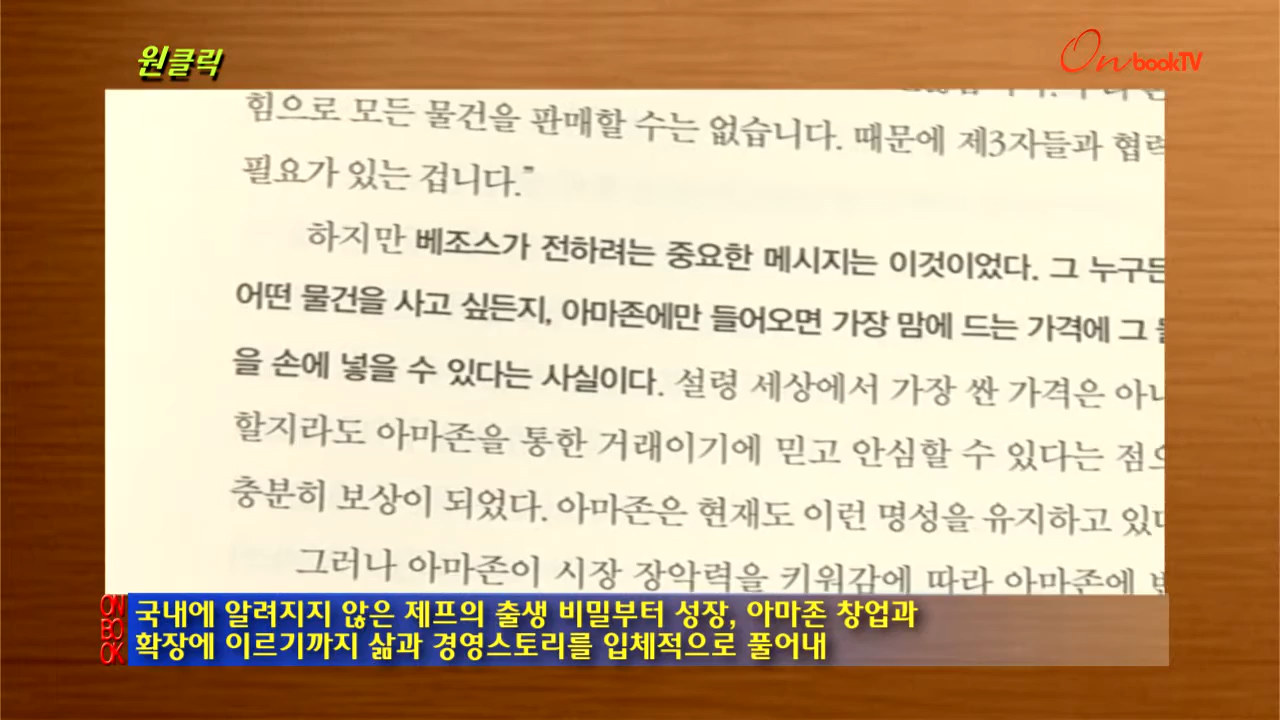 원클릭
On bookTV
힘으로 모든 물건을 판매할 수는 없습니다. 때문에 제3자들과 협력
필요가 있는 겁니다.”
하지만 베조스가 전하려는 중요한 메시지는 이것이었다. 그 누구든
어떤 물건을 사고 싶든지, 아마존에만 들어오면 가장 맘에 드는 가격에 그
을 손에 넣을 수 있다는 사실이다. 설령 세상에서 가장 싼 가격은 아니
할지라도 아마존을 통한 거래이기에 믿고 안심할 수 있다는 점으
충분히 보상이 되었다. 아마존은 현재도 이런 명성을 유지하고 있다
그러나 아마존이 시장 장악력을 키워감에 따라 아마존에
ON
BO
OK
국내에 알려지지 않은 제프의 출생 비밀부터 성장, 아마존 창업과
확장에 이르기까지 삶과 경영스토리를 입체적으로 풀어내